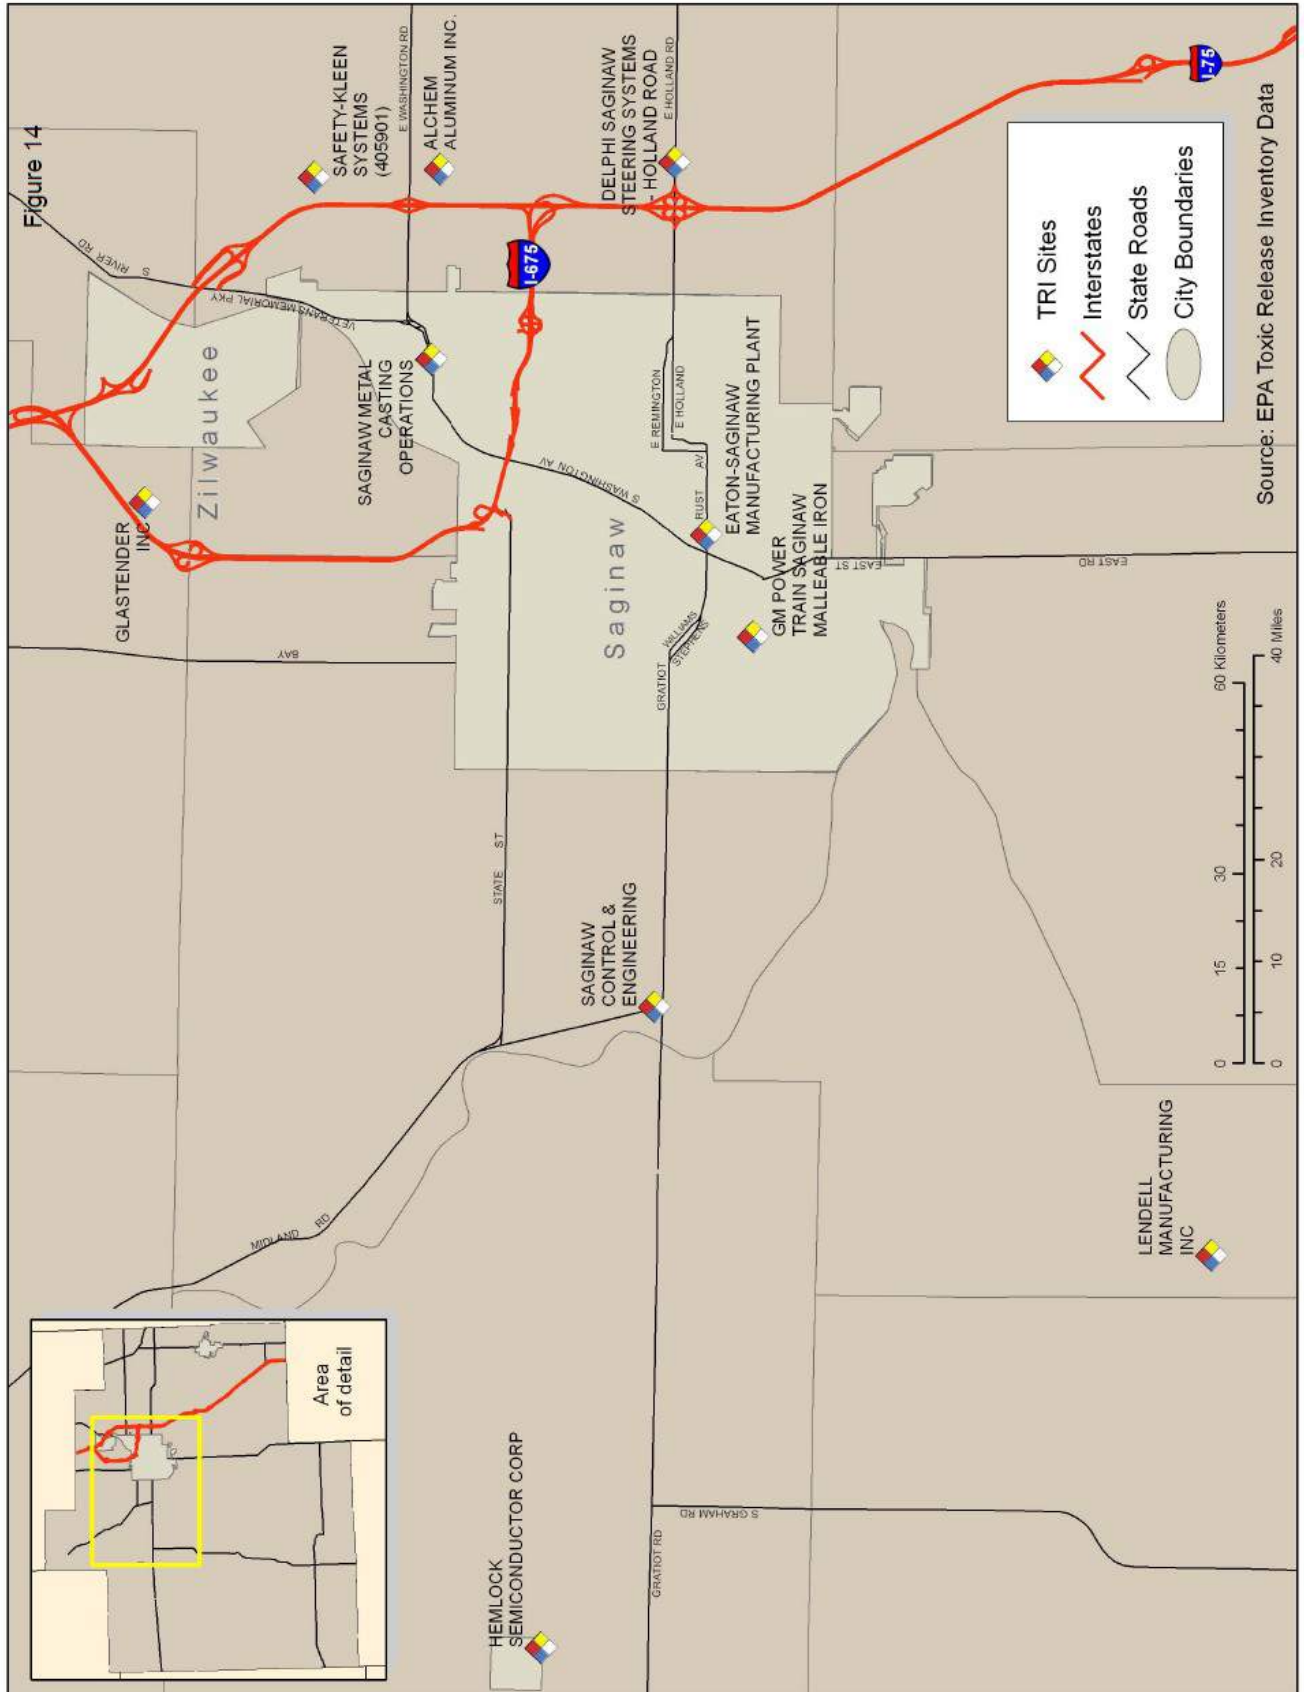 Figure 14
SAFETY-KLEEN
SYSTEMS
(405901)
E WASHINGTON RD
ALCHEM
ALUMINUM INC.
DELPHI SAGINAW
STEERING SYSTEMS
- HOLLAND ROAD
E HOLLAND RD
I-75
I-675
S RIVER RD
VETERANS MEMORIAL PKY
Zilwaukee
SAGINAW METAL
CASTING
OPERATIONS
GLASTENDER
INC
S WASHINGTON AV
E REMINGTON
E HOLLAND
RUST AV
EATON-SAGINAW
MANUFACTURING PLANT
Saginaw
GM POWER
TRAIN SAGINAW
MALLEABLE IRON
EAST ST
EAST RD
BAY
WILLIAMS
STEPHENS
GRATIOT
STATE ST
SAGINAW
CONTROL &
ENGINEERING
MIDLAND RD
LENDELL
MANUFACTURING
INC
HEMLOCK
SEMICONDUCTOR CORP
GRATIOT RD
S GRAHAM RD
Area
of detail
TRI Sites
Interstates
State Roads
City Boundaries
0 15 30 60 Kilometers
0 10 20 40 Miles
Source: EPA Toxic Release Inventory Data